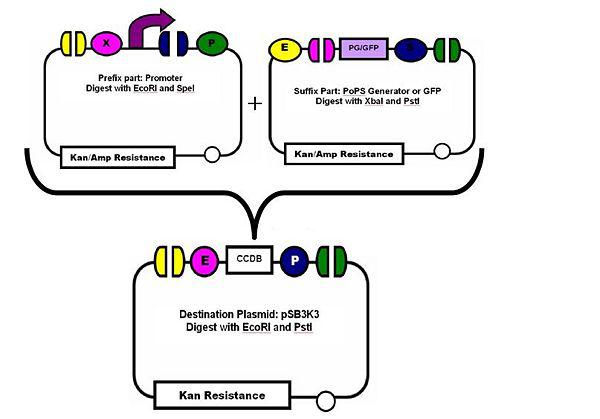 X
P
Prefix part: Promoter
Digest with EcoRI and SpeI
Kan/Amp Resistance
+
E
PG/GFP
S
Suffix Part: PoPS Generator or GFP
Digest with XbaI and PstI
Kan/Amp Resistance
E
CCDB
P
Destination Plasmid: pSB3K3
Digest with EcoRI and PstI
Kan Resistance